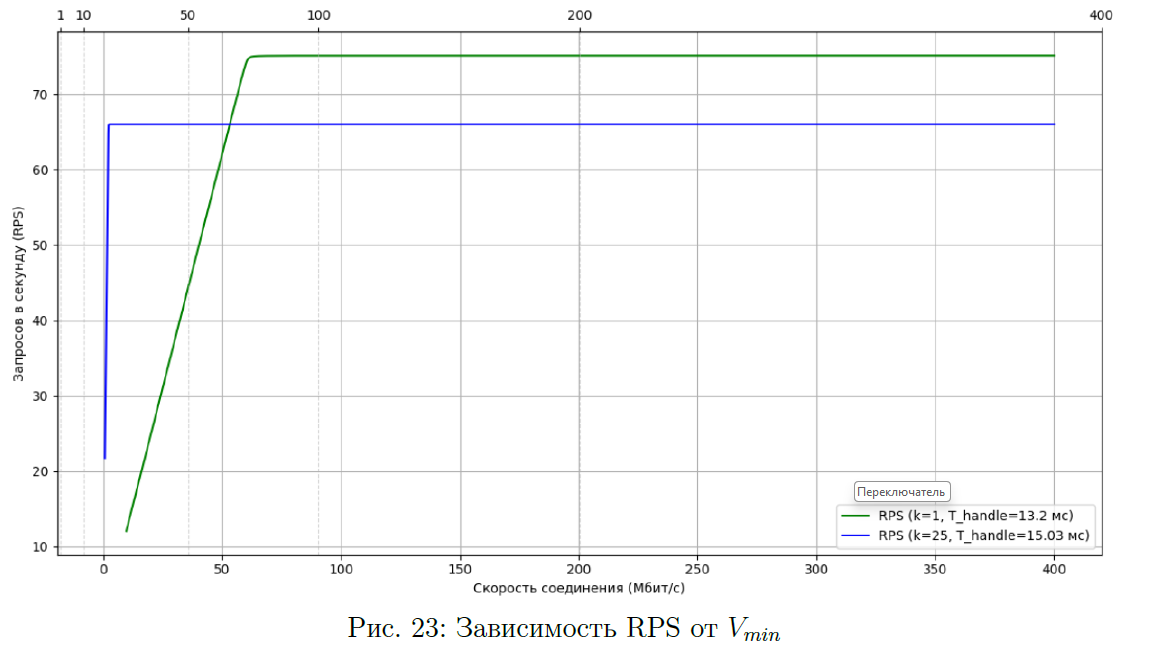 1 10 50 100 200 400
Запросов в секунду (RPS)
70
60
50
40
30
20
10
Переключатель
RPS (k=1, T_handle=13.2 мс)
RPS (k=25, T_handle=15.03 мс)
0 50 100 150 200 250 300 350 400
Скорость соединения (Мбит/с)
Рис. 23: Зависимость RPS от V_min